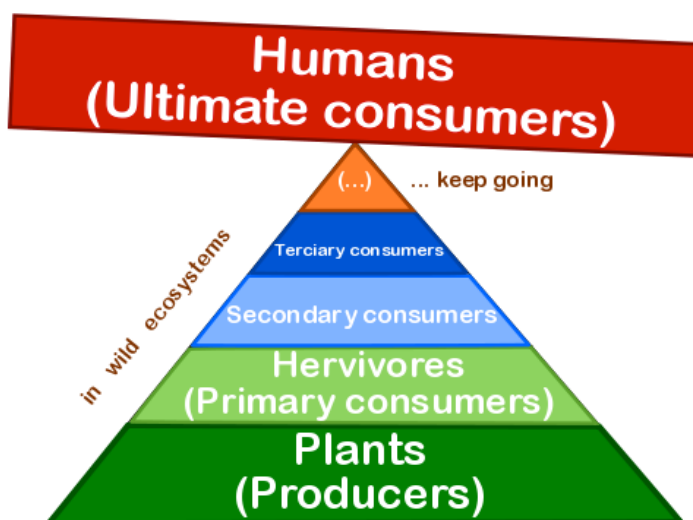 Humans
(Ultimate consumers)
(...)
... keep going
Terciary consumers
in wild ecosystems
Secondary consumers
Hervivores
(Primary consumers)
Plants
(Producers)